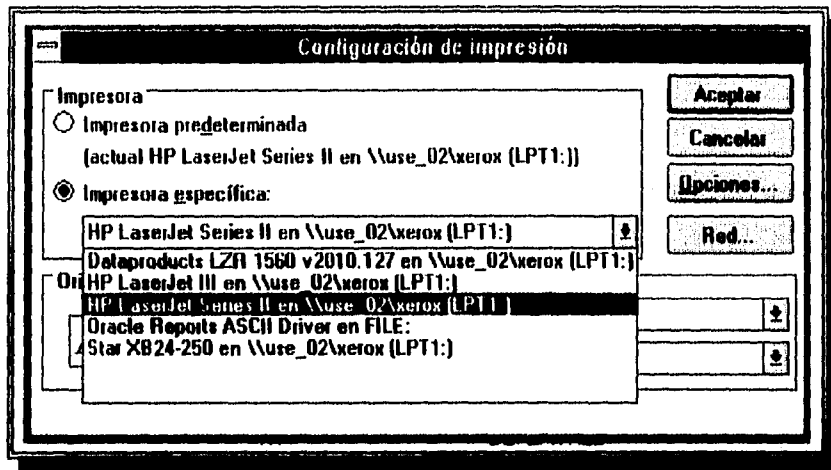 Configuración de impresión
Impresora
Impresora predeterminada
(actual HP LaserJet Series II en \\use_02\xerox (LPT1:))
Impresora específica:
HP LaserJet Series II en \\use_02\xerox (LPT1:)
Dataproducts LZR 1560 v2010.127 en \\use_02\xerox (LPT1:)
HP LaserJet III en \\use_02\xerox (LPT1:)
HP LaserJet Series II en \\use_02\xerox (LPT1:)
Oracle Reports ASCII Driver en FILE:
Star XB24-250 en \\use_02\xerox (LPT1:)
Ori
Aceptar
Cancelar
Opciones...
Red...